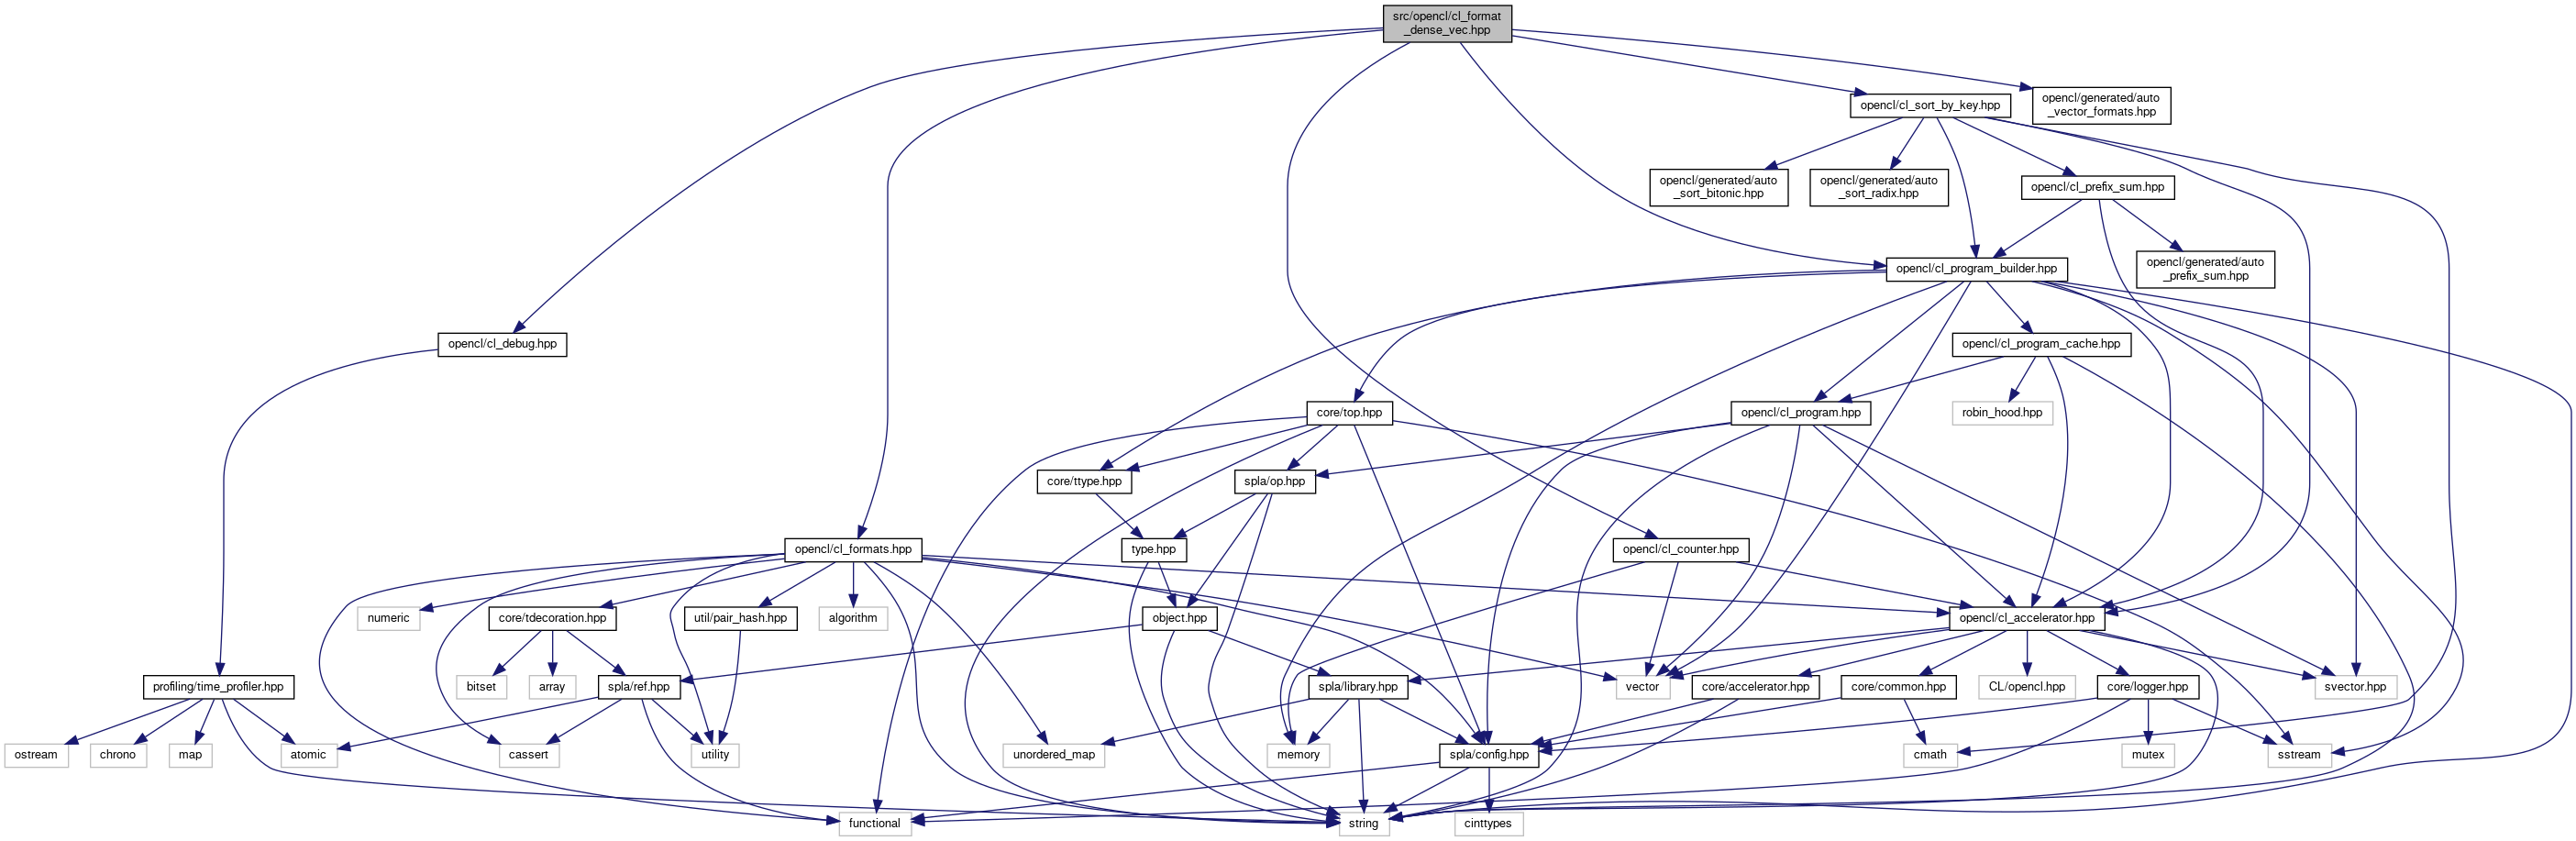 src/opencl/cl_format
_dense_vec.hpp
opencl/cl_sort_by_key.hpp
opencl/generated/auto
_vector_formats.hpp
opencl/generated/auto
_sort_bitonic.hpp
opencl/generated/auto
_sort_radix.hpp
opencl/cl_prefix_sum.hpp
opencl/cl_program_builder.hpp
opencl/generated/auto
_prefix_sum.hpp
opencl/cl_debug.hpp
opencl/cl_program_cache.hpp
core/top.hpp
opencl/cl_program.hpp
robin_hood.hpp
core/ttype.hpp
spla/op.hpp
opencl/cl_formats.hpp
type.hpp
opencl/cl_counter.hpp
numeric
core/tdecoration.hpp
util/pair_hash.hpp
algorithm
object.hpp
opencl/cl_accelerator.hpp
profiling/time_profiler.hpp
bitset
array
spla/ref.hpp
spla/library.hpp
vector
core/accelerator.hpp
core/common.hpp
CL/opencl.hpp
core/logger.hpp
svector.hpp
ostream
chrono
map
atomic
cassert
utility
unordered_map
memory
spla/config.hpp
cmath
mutex
sstream
functional
string
cinttypes